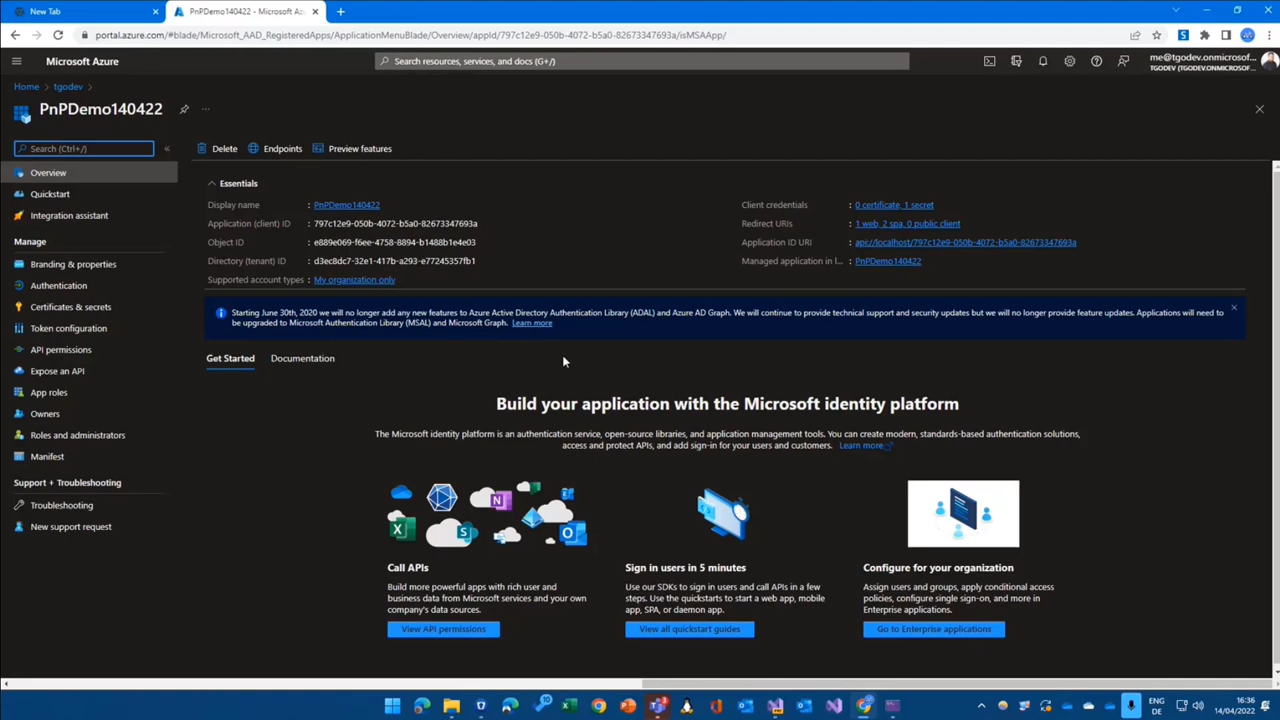 New Tab
PnPDemo140422 - Microsoft Az
portal.azure.com/#blade/Microsoft_AAD_RegisteredApps/ApplicationMenuBlade/Overview/appId/797c12e9-050b-4072-b5a0-82673347693a/isMSAApp/
Microsoft Azure
Search resources, services, and docs (G+/)
me@tgodev.onmicrosof...
TGODEV (TGODEV.ONMICROSOF...
Home
tgodev
PnPDemo140422
Search (Ctrl+/)
Overview
Quickstart
Integration assistant
Manage
Branding & properties
Authentication
Certificates & secrets
Token configuration
API permissions
Expose an API
App roles
Owners
Roles and administrators
Manifest
Support + Troubleshooting
Troubleshooting
New support request
Delete
Endpoints
Preview features
Essentials
Display name : PnPDemo140422
Application (client) ID : 797c12e9-050b-4072-b5a0-82673347693a
Object ID : e889e069-f6ee-4758-8894-b1488b1e4e03
Directory (tenant) ID : d3ec8dc7-32e1-417b-a293-e77245357fb1
Supported account types : My organization only
Client credentials : 0 certificate, 1 secret
Redirect URIs : 1 web, 2 spa, 0 public client
Application ID URI : api://localhost/797c12e9-050b-4072-b5a0-82673347693a
Managed application in l... : PnPDemo140422
Starting June 30th, 2020 we will no longer add any new features to Azure Active Directory Authentication Library (ADAL) and Azure AD Graph. We will continue to provide technical support and security updates but we will no longer provide feature updates. Applications will need to
be upgraded to Microsoft Authentication Library (MSAL) and Microsoft Graph. Learn more
Get Started
Documentation
Build your application with the Microsoft identity platform
The Microsoft identity platform is an authentication service, open-source libraries, and application management tools. You can create modern, standards-based authentication solutions,
access and protect APIs, and add sign-in for your users and customers. Learn more
Call APIs
Build more powerful apps with rich user and
business data from Microsoft services and your own
company's data sources.
View API permissions
Sign in users in 5 minutes
Use our SDKs to sign in users and call APIs in a few
steps. Use the quickstarts to start a web app, mobile
app, SPA, or daemon app.
View all quickstart guides
Configure for your organization
Assign users and groups, apply conditional access
policies, configure single sign-on, and more in
Enterprise applications.
Go to Enterprise applications
ENG
DE
16:36
14/04/2022